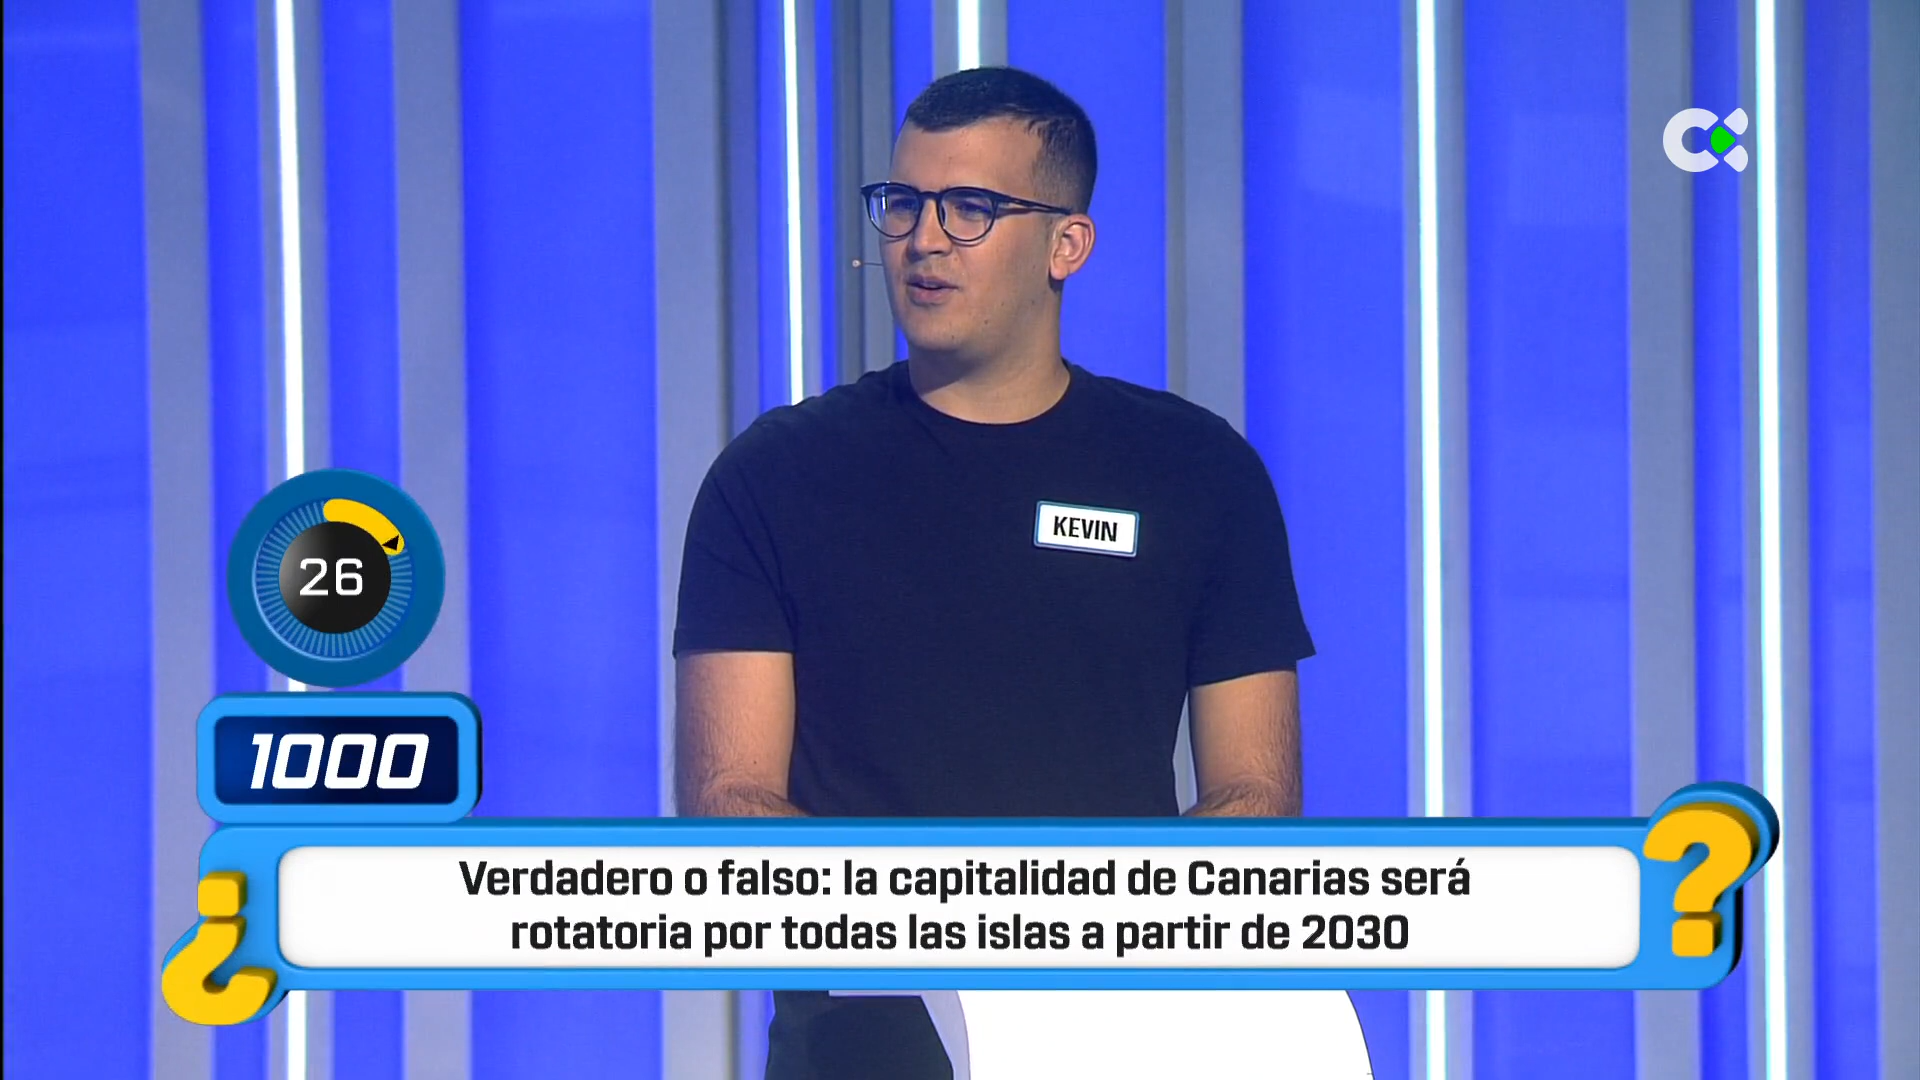 KEVIN
26
1000
Verdadero o falso: la capitalidad de Canarias será
rotatoria por todas las islas a partir de 2030